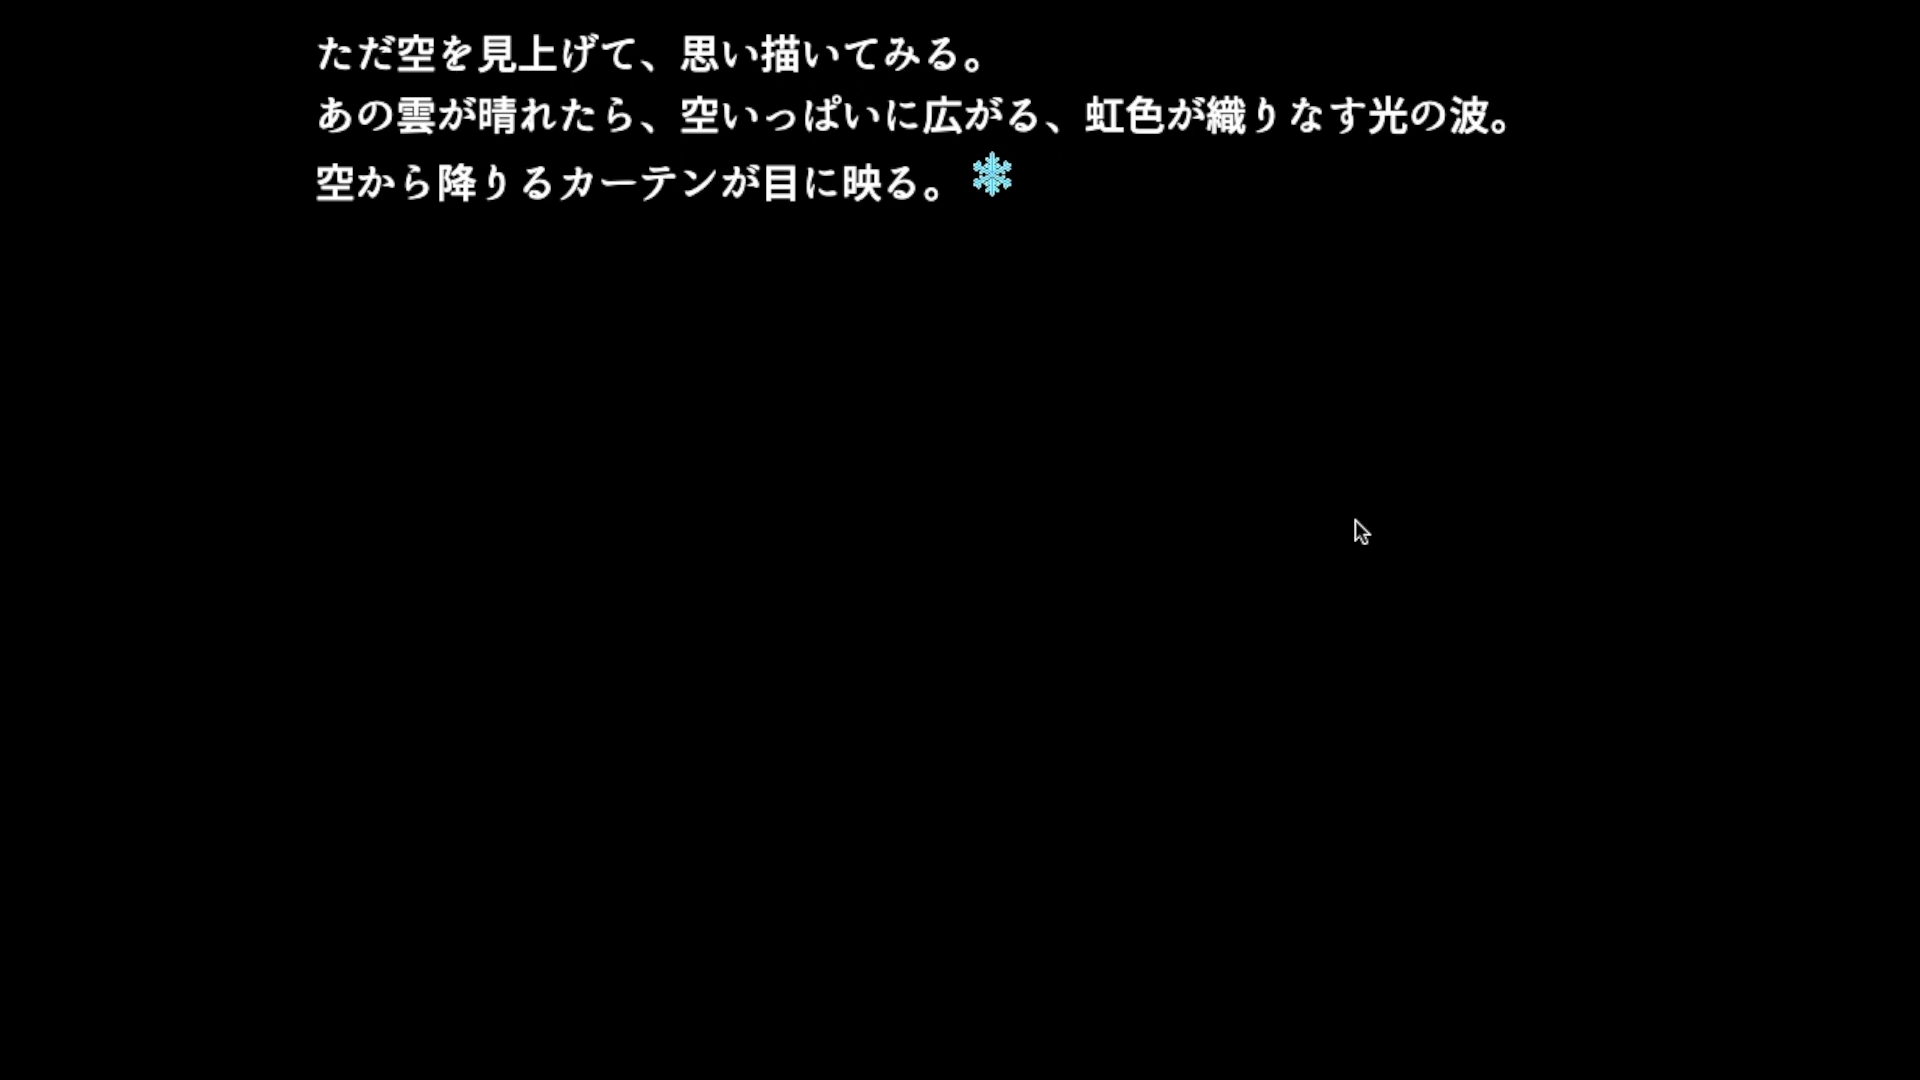 ただ空を見上げて、思い描いてみる。
あの雲が晴れたら、空いっぱいに広がる、虹色が織りなす光の波。
空から降りるカーテンが目に映る。